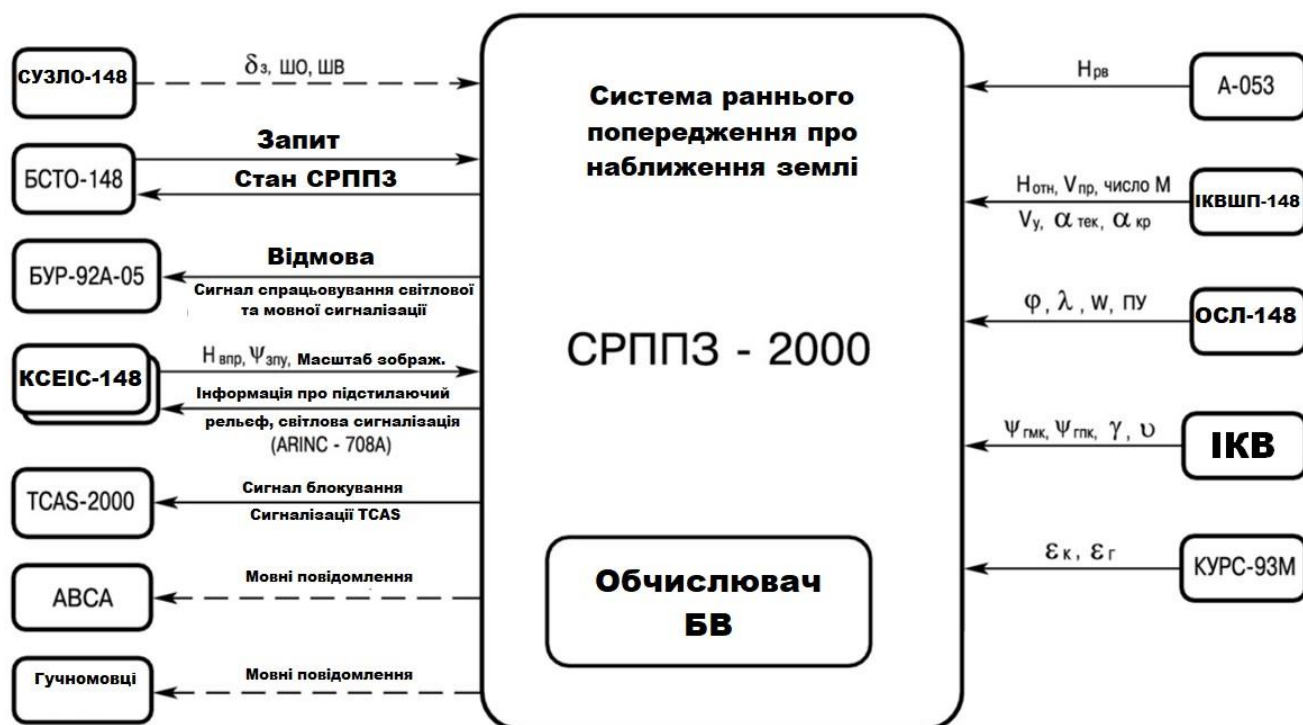 СУЗЛО-148
δз, ШО, ШВ
БСТО-148
Запит
Стан СРППЗ
БУР-92А-05
Відмова
Сигнал спрацьовування світлової
та мовної сигналізації
КСЕІС-148
Hвпр, Ψзпу, Масштаб зображ.
Інформація про підстилаючий
рельєф, світлова сигналізація
(ARINC - 708A)
TCAS-2000
Сигнал блокування
Сигналізації TCAS
АВСА
Мовні повідомлення
Гучномовці
Мовні повідомлення
Система раннього
попередження про
наближення землі
СРППЗ - 2000
Обчислювач
БВ
Hрв
А-053
Hотн, Vпр, число М
Vу, α тек, α кр
ІКВШП-148
φ, λ, W, ПУ
ОСЛ-148
Ψгмк, Ψгпк, γ, υ
ІКВ
εк, εг
КУРС-93М